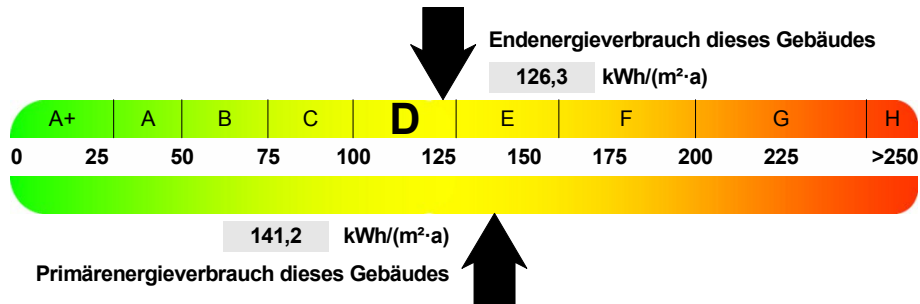 Endenergieverbrauch dieses Gebäudes
126,3 kWh/(m²·a)
A+ A B C D E F G H
0 25 50 75 100 125 150 175 200 225 >250
141,2 kWh/(m²·a)
Primärenergieverbrauch dieses Gebäudes